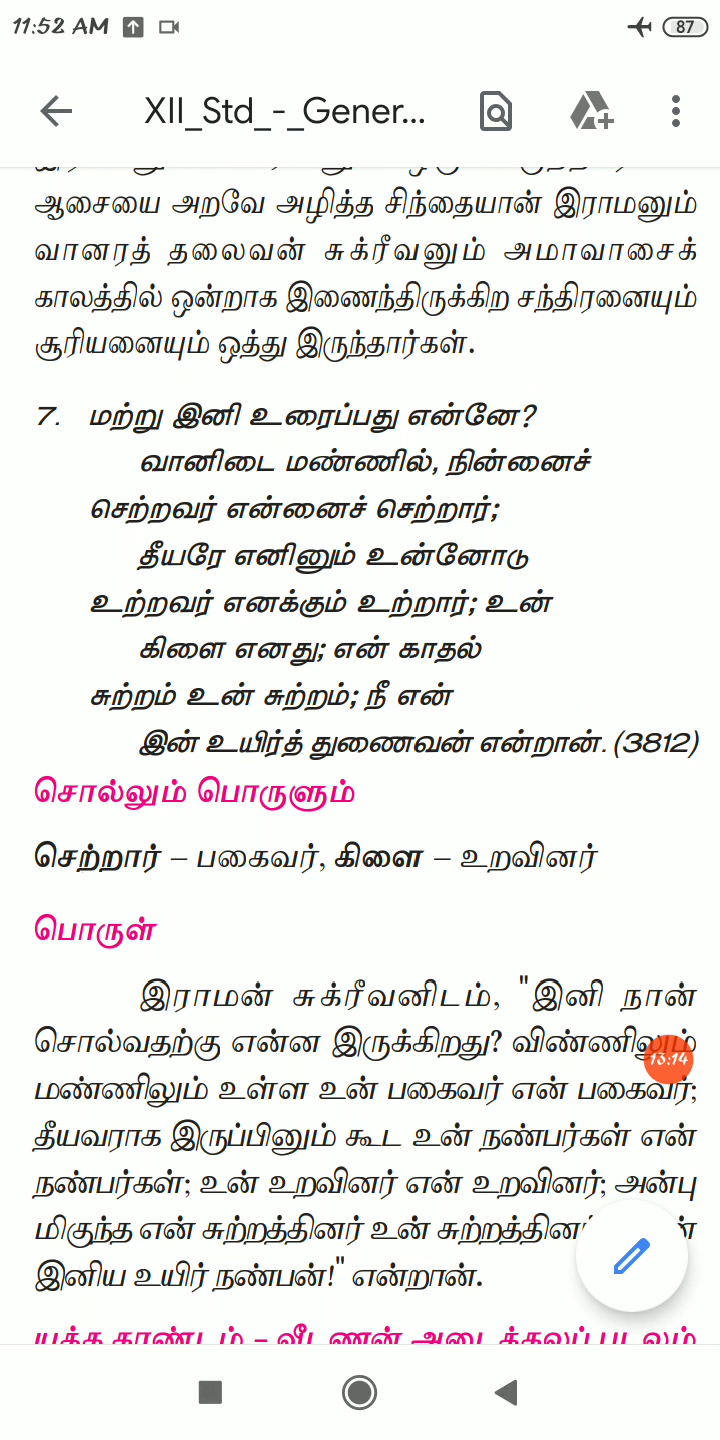 11:52 AM
87
XII_Std_-_Gener...
ஆசையை அறவே அழித்த சிந்தையான் இராமனும்
வானரத் தலைவன் சுக்ரீவனும் அமாவாசைக்
காலத்தில் ஒன்றாக இணைந்திருக்கிற சந்திரனையும்
சூரியனையும் ஒத்து இருந்தார்கள்.
7. மற்று இனி உரைப்பது என்னே?
வானிடை மண்ணில், நின்னைச்
செற்றவர் என்னைச் செற்றார்;
தீயரே எனினும் உன்னோடு
உற்றவர் எனக்கும் உற்றார்; உன்
கிளை எனது; என் காதல்
சுற்றம் உன் சுற்றம்; நீ என்
இன் உயிர்த் துணைவன் என்றான். (3812)
சொல்லும் பொருளும்
செற்றார் – பகைவர், கிளை – உறவினர்
பொருள்
இராமன் சுக்ரீவனிடம், "இனி நான்
சொல்வதற்கு என்ன இருக்கிறது? விண்ணிலும்
13:14
மண்ணிலும் உள்ள உன் பகைவர் என் பகைவர்;
தீயவராக இருப்பினும் கூட உன் நண்பர்கள் என்
நண்பர்கள்; உன் உறவினர் என் உறவினர்; அன்பு
மிகுந்த என் சுற்றத்தினர் உன் சுற்றத்தினர்
இனிய உயிர் நண்பன்!" என்றான்.
யுத்த காண்டம் – வீடணன் அடைக்கலப் படலம்